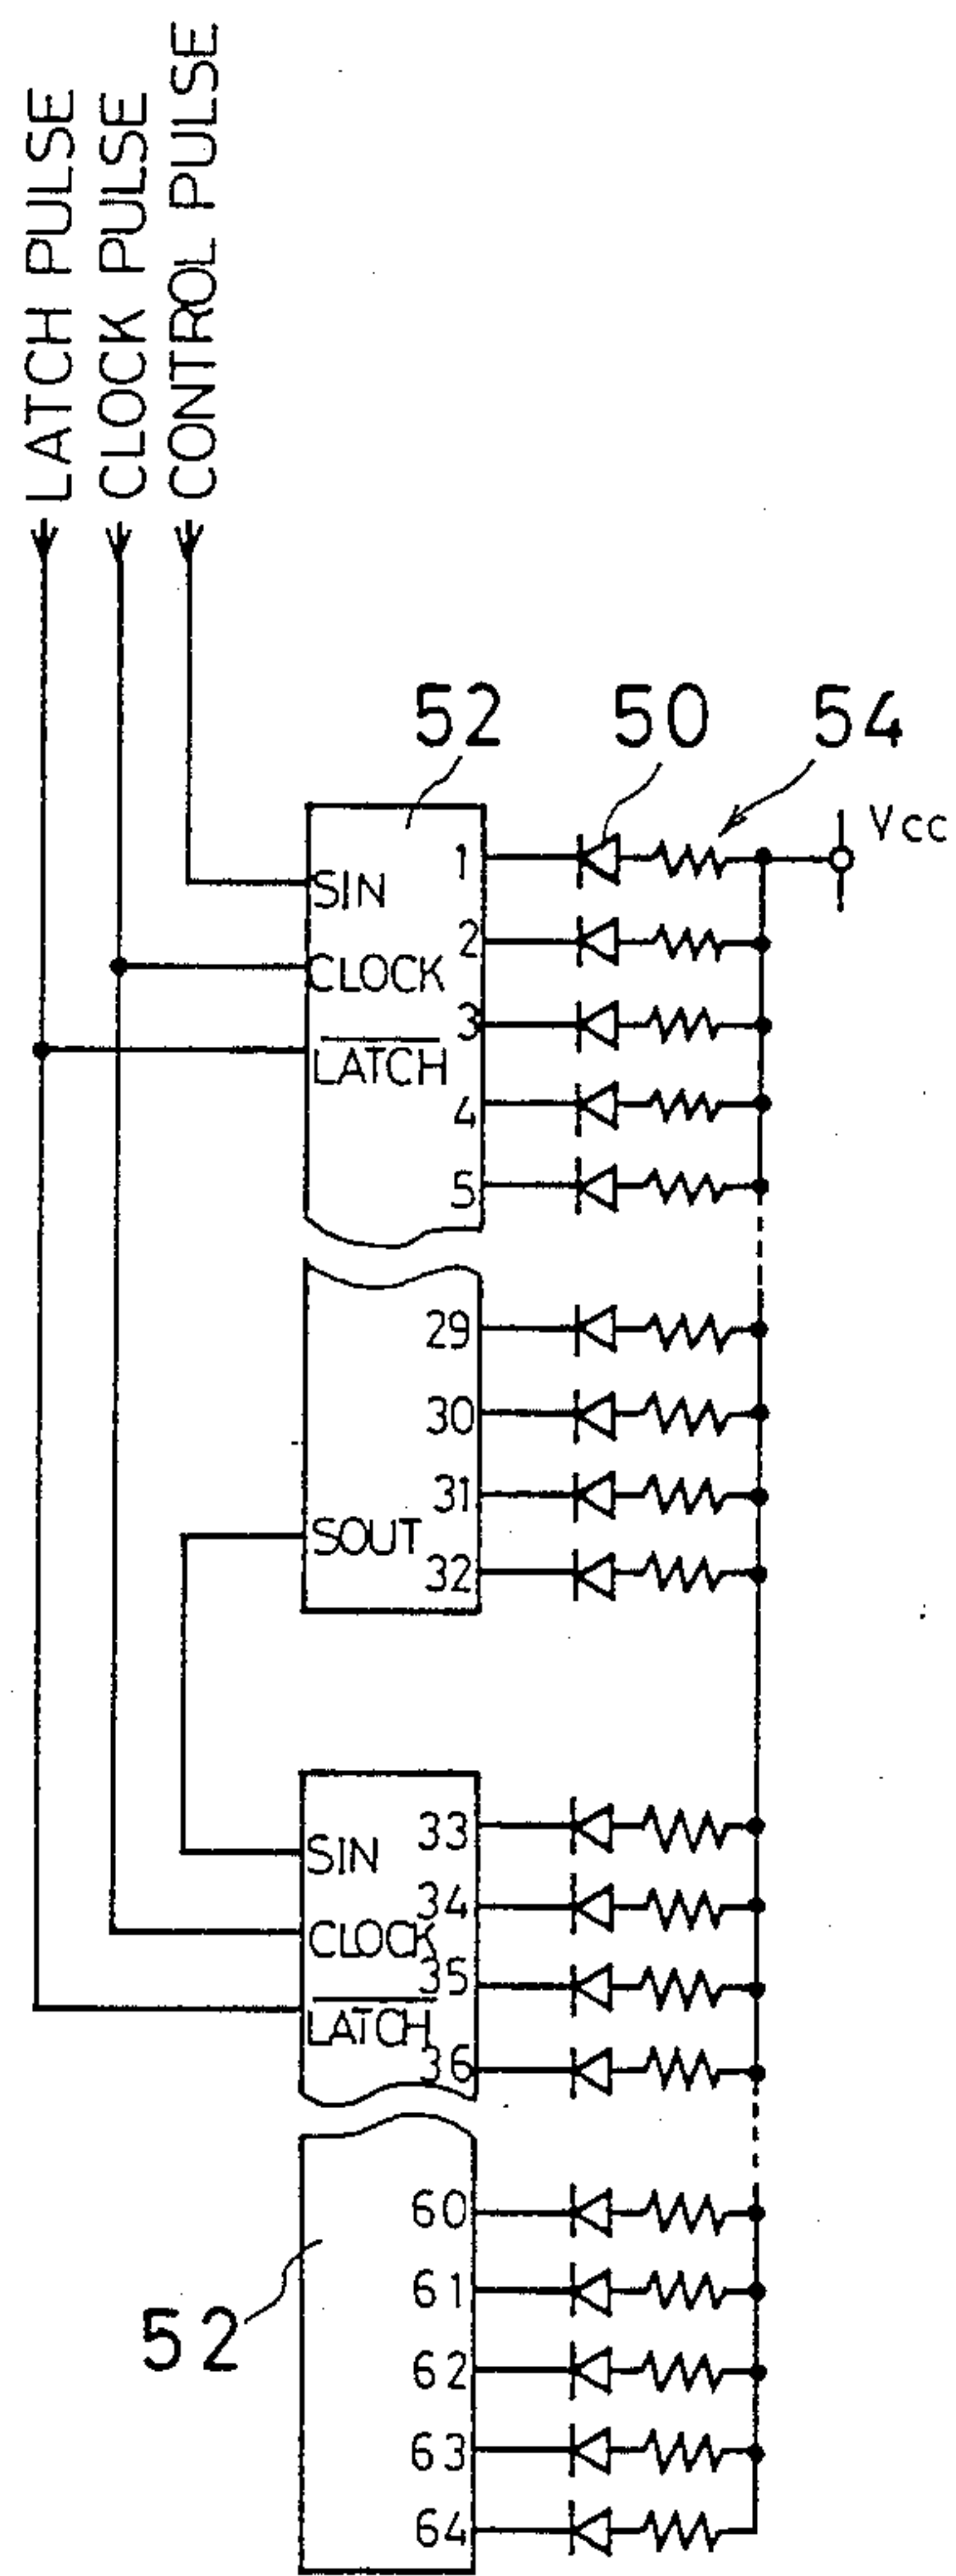 LATCH PULSE
CLOCK PULSE
CONTROL PULSE
52
50
54
Vcc
SIN
CLOCK
LATCH
1
2
3
4
5
29
30
31
32
SOUT
SIN
CLOCK
LATCH
33
34
35
36
52
60
61
62
63
64